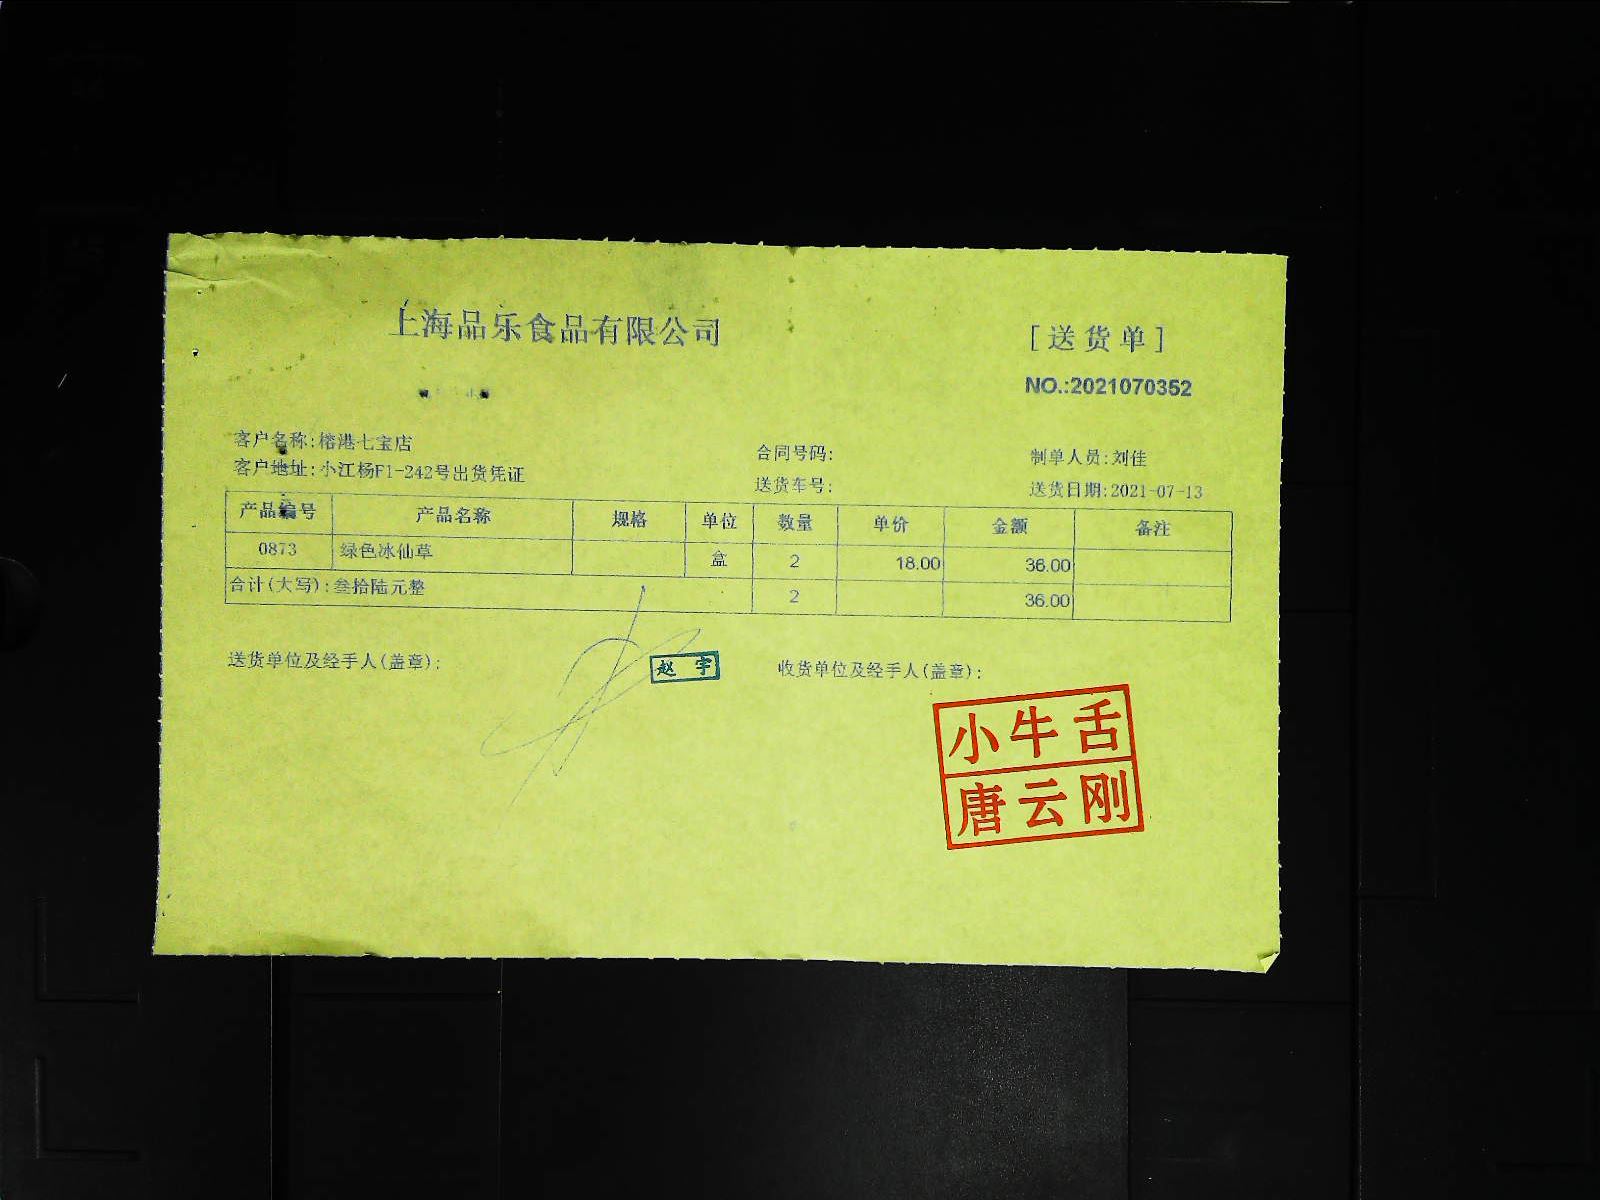 上海品乐食品有限公司
[送货单]
NO.:2021070352
客户名称:榕港七宝店
合同号码:
制单人员:刘佳
客户地址:小江杨F1-242号出货凭证
送货车号:
送货日期:2021-07-13
产品编号 产品名称 规格 单位 数量 单价 金额 备注
0873 绿色冰仙草 盒 2 18.00 36.00
合计(大写):叁拾陆元整 2 36.00
送货单位及经手人(盖章):
赵宇
收货单位及经手人(盖章):
小牛舌
唐云刚